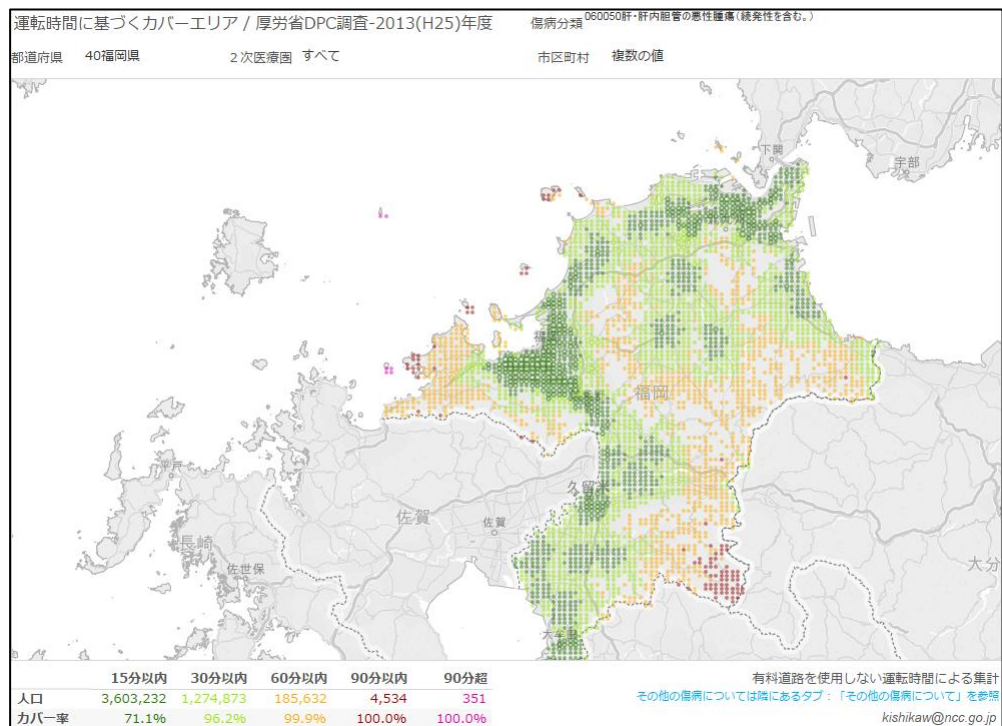 運転時間に基づくカバーエリア / 厚労省DPC調査-2013(H25)年度
傷病分類 060050肝・肝内胆管の悪性腫瘍(続発性を含む。)
都道府県 40福岡県 2次医療圏 すべて 市区町村 複数の値
下関
宇部
福岡
久留米
佐賀
佐賀
平戸
長崎
佐世保
大分
大牟田
15分以内 30分以内 60分以内 90分以内 90分超
人口 3,603,232 1,274,873 185,632 4,534 351
カバー率 71.1% 96.2% 99.9% 100.0% 100.0%
有料道路を使用しない運転時間による集計
その他の傷病については隣にあるタブ:「その他の傷病について」を参照
kishikaw@ncc.go.jp